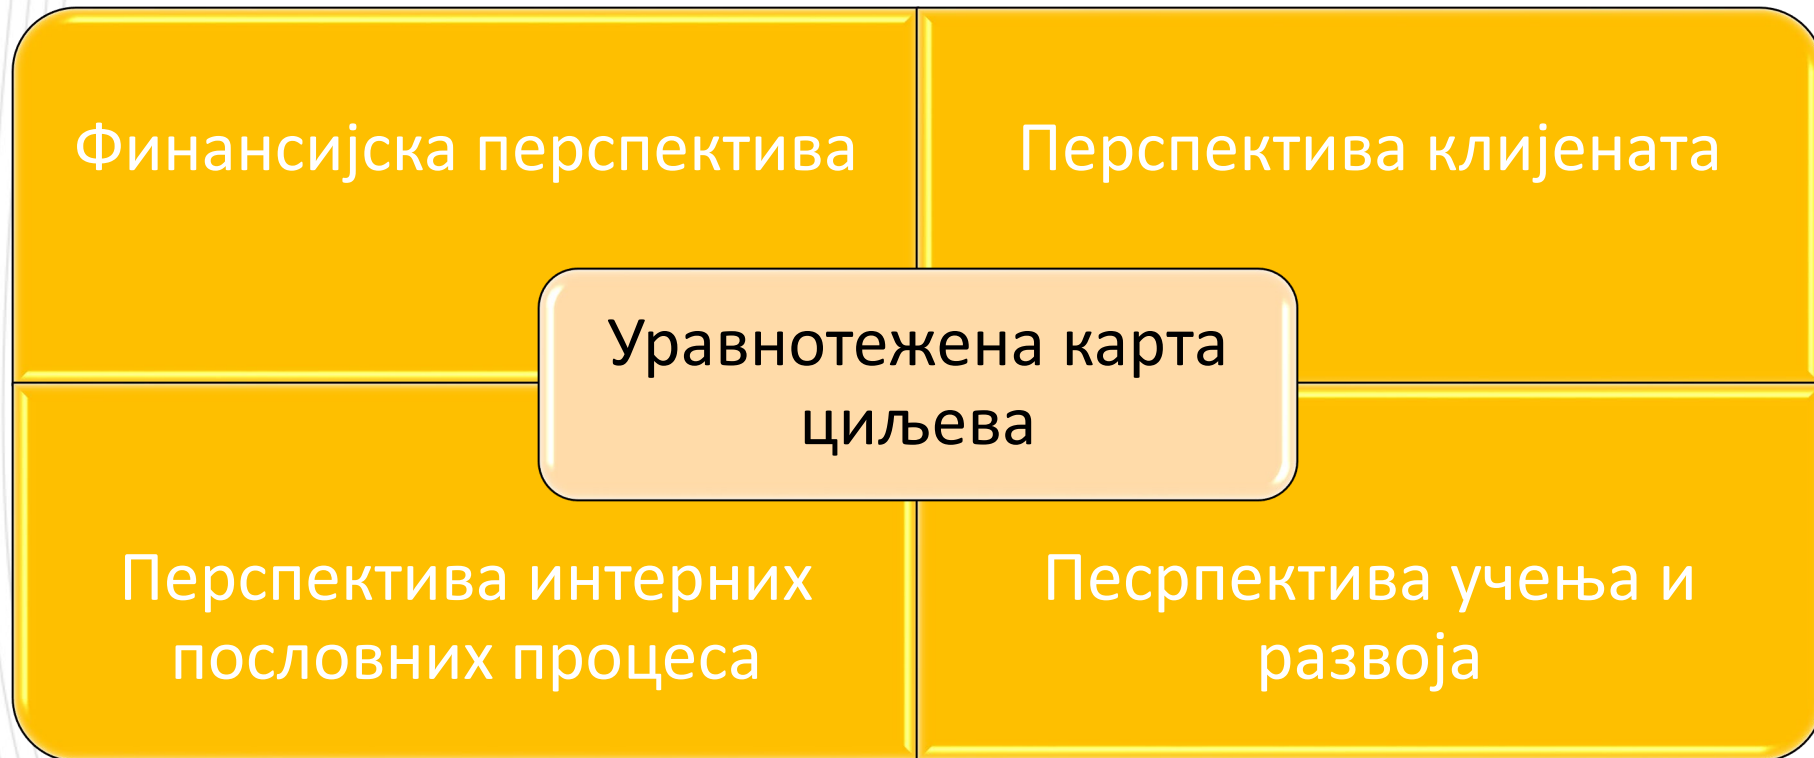 Финансијска перспектива
Перспектива клијената
Уравнотежена карта
циљева
Перспектива интерних
пословних процеса
Песрпектива учења и
развоја